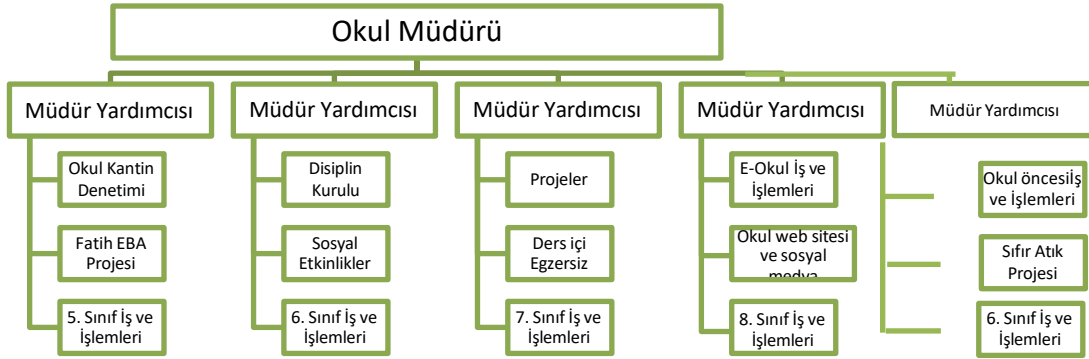 Okul Müdürü
Müdür Yardımcısı
Okul Kantin
Denetimi
Fatih EBA
Projesi
5. Sınıf İş ve
İşlemleri
Müdür Yardımcısı
Disiplin
Kurulu
Sosyal
Etkinlikler
6. Sınıf İş ve
İşlemleri
Müdür Yardımcısı
Projeler
Ders içi
Egzersiz
7. Sınıf İş ve
İşlemleri
Müdür Yardımcısı
E-Okul İş ve
İşlemleri
Okul web sitesi
ve sosyal
medya
8. Sınıf İş ve
İşlemleri
Müdür Yardımcısı
Okul öncesiİş
ve İşlemleri
Sıfır Atık
Projesi
6. Sınıf İş ve
İşlemleri